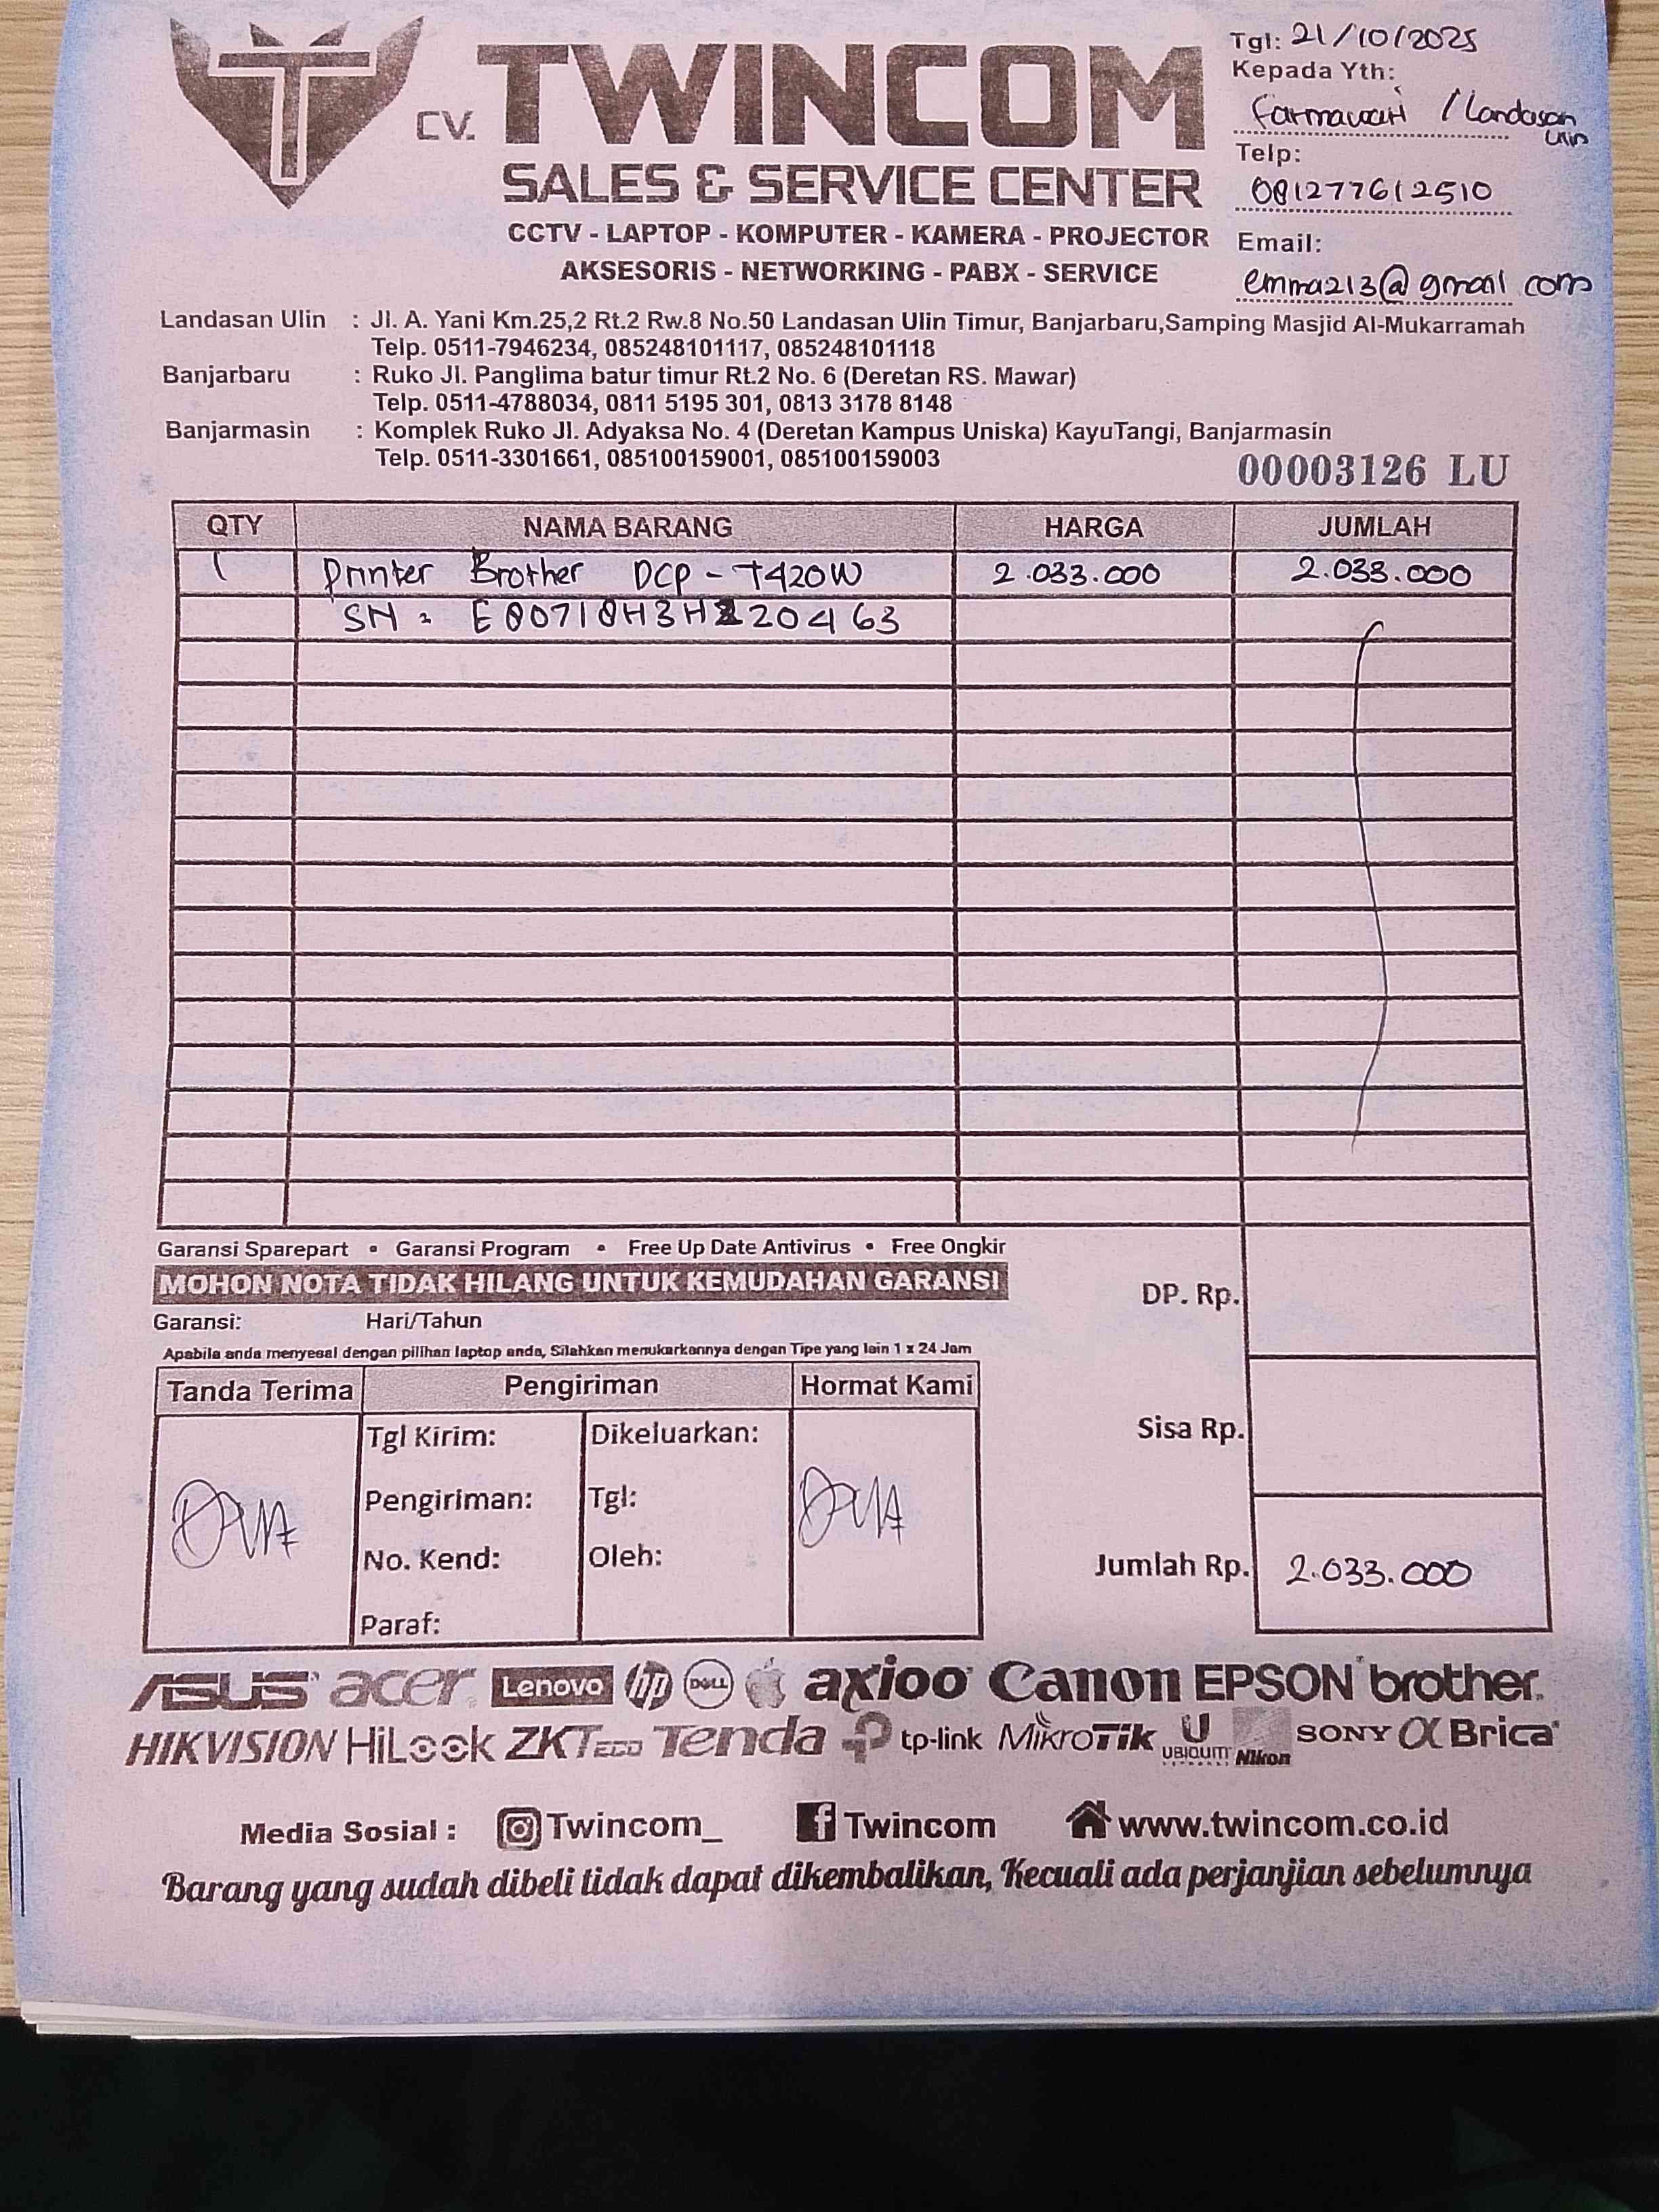 CV. TWINCOM
SALES & SERVICE CENTER
CCTV - LAPTOP - KOMPUTER - KAMERA - PROJECTOR
AKSESORIS - NETWORKING - PABX - SERVICE
Tgl: 21/10/2025
Kepada Yth:
Farmawati / Landasan Ulin
Telp:
081277612510
Email:
emma213@gmail com
Landasan Ulin : Jl. A. Yani Km.25,2 Rt.2 Rw.8 No.50 Landasan Ulin Timur, Banjarbaru,Samping Masjid Al-Mukarramah
Telp. 0511-7946234, 085248101117, 085248101118
Banjarbaru : Ruko Jl. Panglima batur timur Rt.2 No. 6 (Deretan RS. Mawar)
Telp. 0511-4788034, 0811 5195 301, 0813 3178 8148
Banjarmasin : Komplek Ruko Jl. Adyaksa No. 4 (Deretan Kampus Uniska) KayuTangi, Banjarmasin
Telp. 0511-3301661, 085100159001, 085100159003
00003126 LU
QTY NAMA BARANG HARGA JUMLAH
1 Printer Brother DCP - T420W 2.033.000 2.033.000
SN :
Garansi Sparepart • Garansi Program • Free Up Date Antivirus • Free Ongkir
MOHON NOTA TIDAK HILANG UNTUK KEMUDAHAN GARANSI
Garansi: Hari/Tahun
Apabila anda menyesal dengan pilihan laptop anda, Silahkan menukarkannya dengan Tipe yang lain 1 x 24 Jam
DP. Rp.
Tanda Terima Pengiriman Hormat Kami
Tgl Kirim: Dikeluarkan:
Sisa Rp.
Pengiriman: Tgl:
No. Kend: Oleh:
Jumlah Rp. 2.033.000
Paraf:
ASUS acer Lenovo hp DELL axioo Canon EPSON brother
HIKVISION HiLook ZKTeco Tenda tp-link MikroTik UBIQUITI Nikon SONY α Brica
Media Sosial : Twincom_ Twincom www.twincom.co.id
Barang yang sudah dibeli tidak dapat dikembalikan, Kecuali ada perjanjian sebelumnya